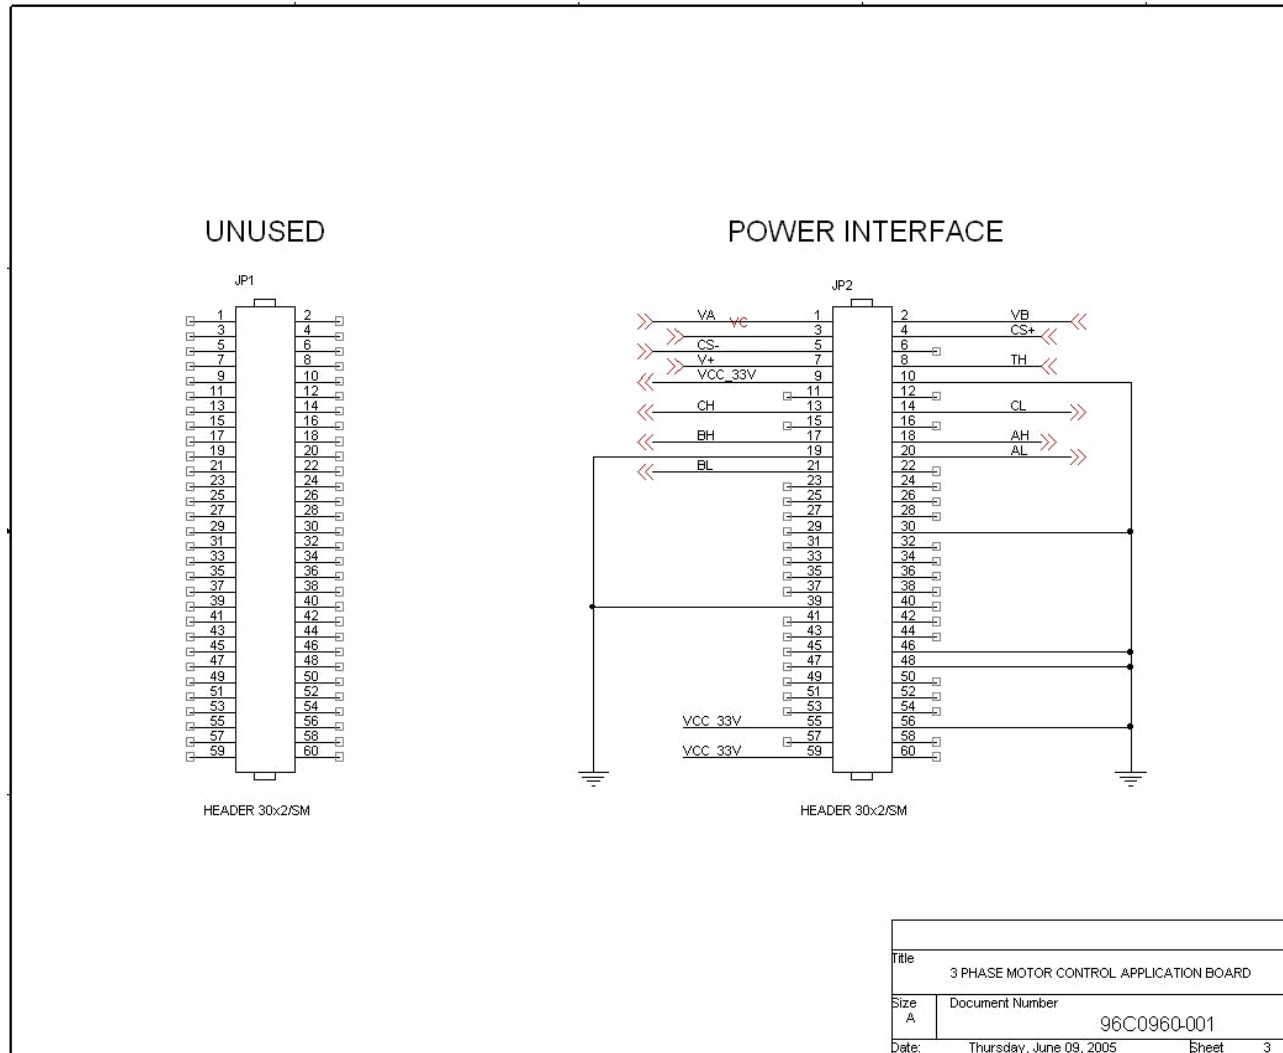 UNUSED
POWER INTERFACE
JP1
JP2
1 2
3 4
5 6
7 8
9 10
11 12
13 14
15 16
17 18
19 20
21 22
23 24
25 26
27 28
29 30
31 32
33 34
35 36
37 38
39 40
41 42
43 44
45 46
47 48
49 50
51 52
53 54
55 56
57 58
59 60
HEADER 30x2/SM
VA 1 2 VB
VC 3 4 CS+
CS- 5 6
V+ 7 8 TH
VCC_33V 9 10
11 12
CH 13 14 CL
15 16
BH 17 18 AH
19 20 AL
BL 21 22
23 24
25 26
27 28
29 30
31 32
33 34
35 36
37 38
39 40
41 42
43 44
45 46
47 48
49 50
51 52
53 54
VCC_33V 55 56
57 58
VCC_33V 59 60
HEADER 30x2/SM
Title
3 PHASE MOTOR CONTROL APPLICATION BOARD
Size Document Number
A 96C0960-001
Date: Thursday, June 09, 2005 Sheet 3